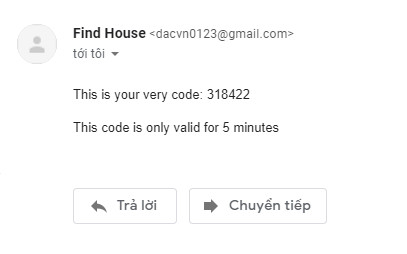 Find House <dacvn0123@gmail.com>
tới tôi
This is your very code: 318422
This code is only valid for 5 minutes
Trả lời
Chuyển tiếp